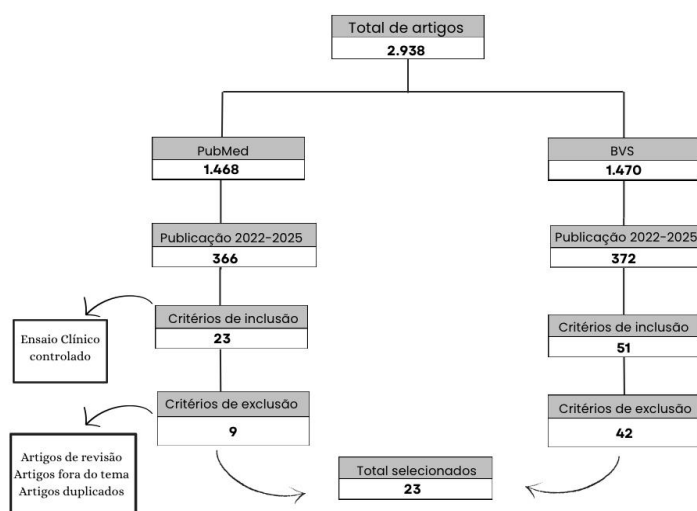 Total de artigos
2.938
PubMed
1.468
BVS
1.470
Publicação 2022-2025
366
Publicação 2022-2025
372
Critérios de inclusão
23
Critérios de inclusão
51
Ensaio Clínico
controlado
Critérios de exclusão
9
Critérios de exclusão
42
Artigos de revisão
Artigos fora do tema
Artigos duplicados
Total selecionados
23